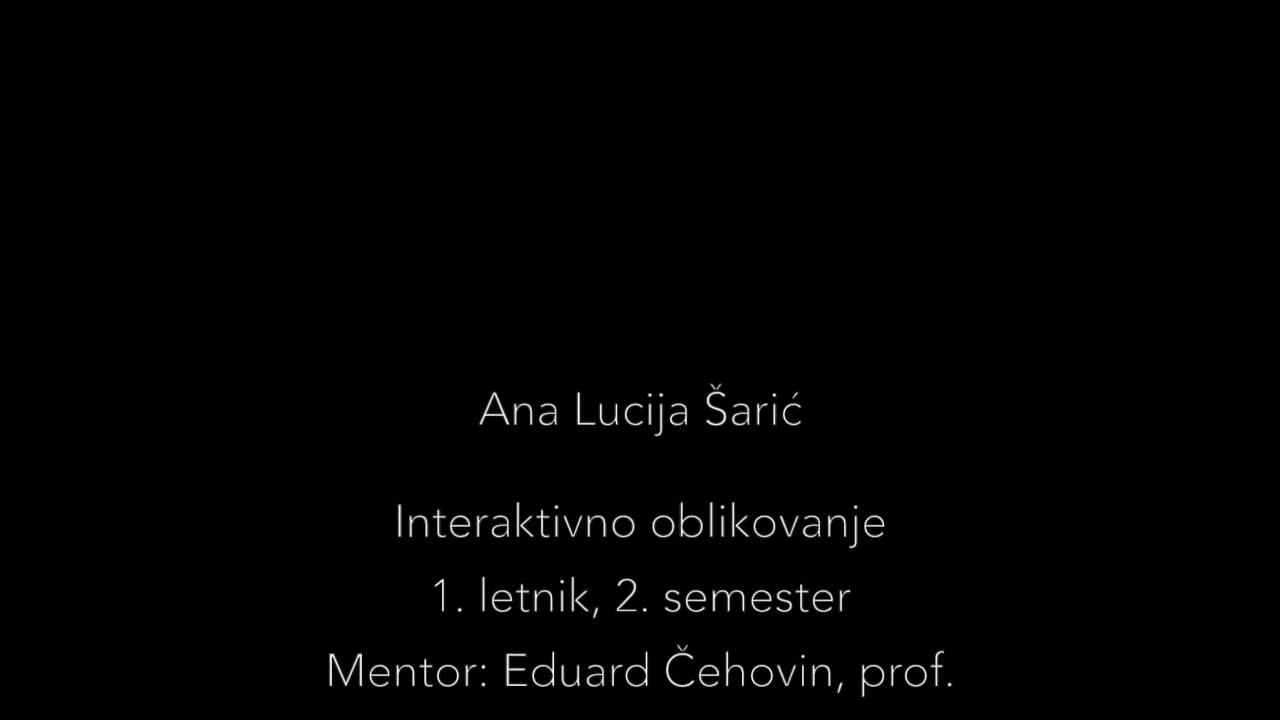 Ana Lucija Šarić
Interaktivno oblikovanje
1. letnik, 2. semester
Mentor: Eduard Čehovin, prof.